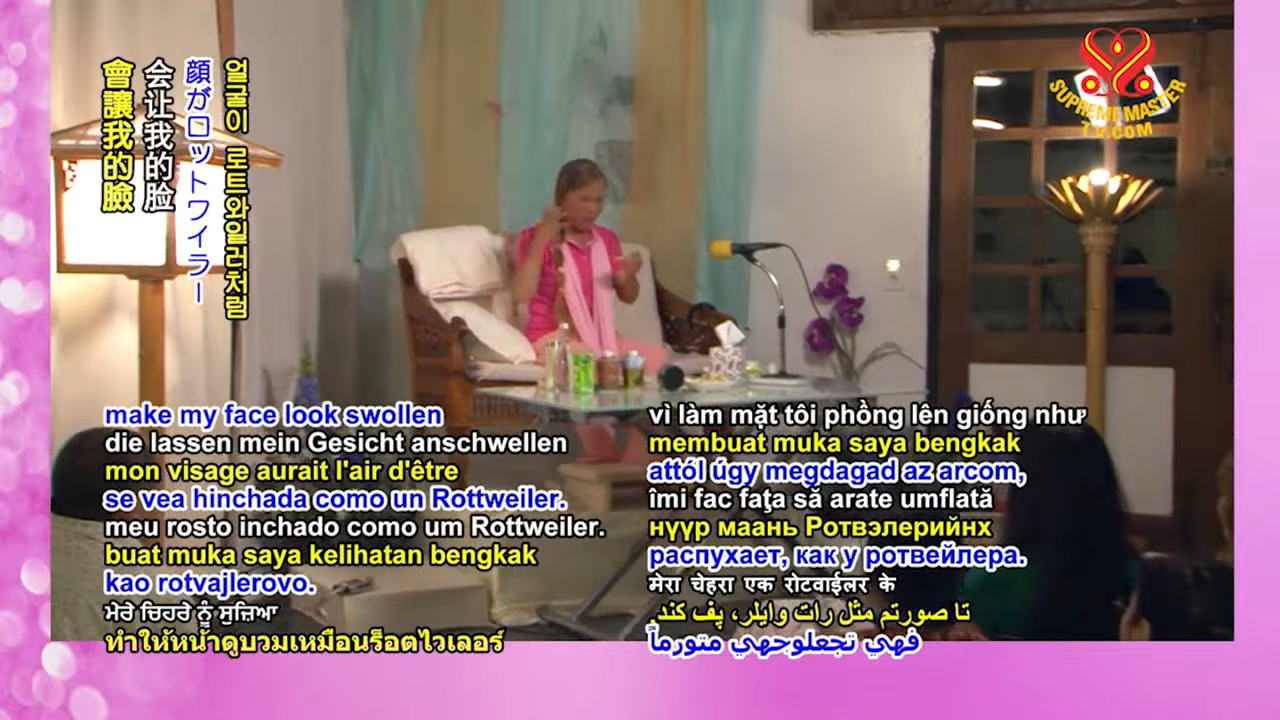 會讓我的臉
会让我的脸
顔がロットワイラー
얼굴이 로트와일러처럼
SUPREME MASTER
TV.COM
make my face look swollen
die lassen mein Gesicht anschwellen
mon visage aurait l'air d'être
se vea hinchada como un Rottweiler.
meu rosto inchado como um Rottweiler.
buat muka saya kelihatan bengkak
kao rotvajlerovo.
ਮੇਰੇ ਚਿਹਰੇ ਨੂੰ ਸੁਜ਼ਿਆ
ทำให้หน้าดูบวมเหมือนร็อตไวเลอร์
vì làm mặt tôi phồng lên giống như
membuat muka saya bengkak
attól úgy megdagad az arcom,
îmi fac faţa să arate umflată
нүүр маань Ротвэлерийнх
распухает, как у ротвейлера.
मेरा चेहरा एक रोटवाईलर के
تا صورتم مثل رات وایلر، پف کند.
فهي تجعلوجهي متورماً